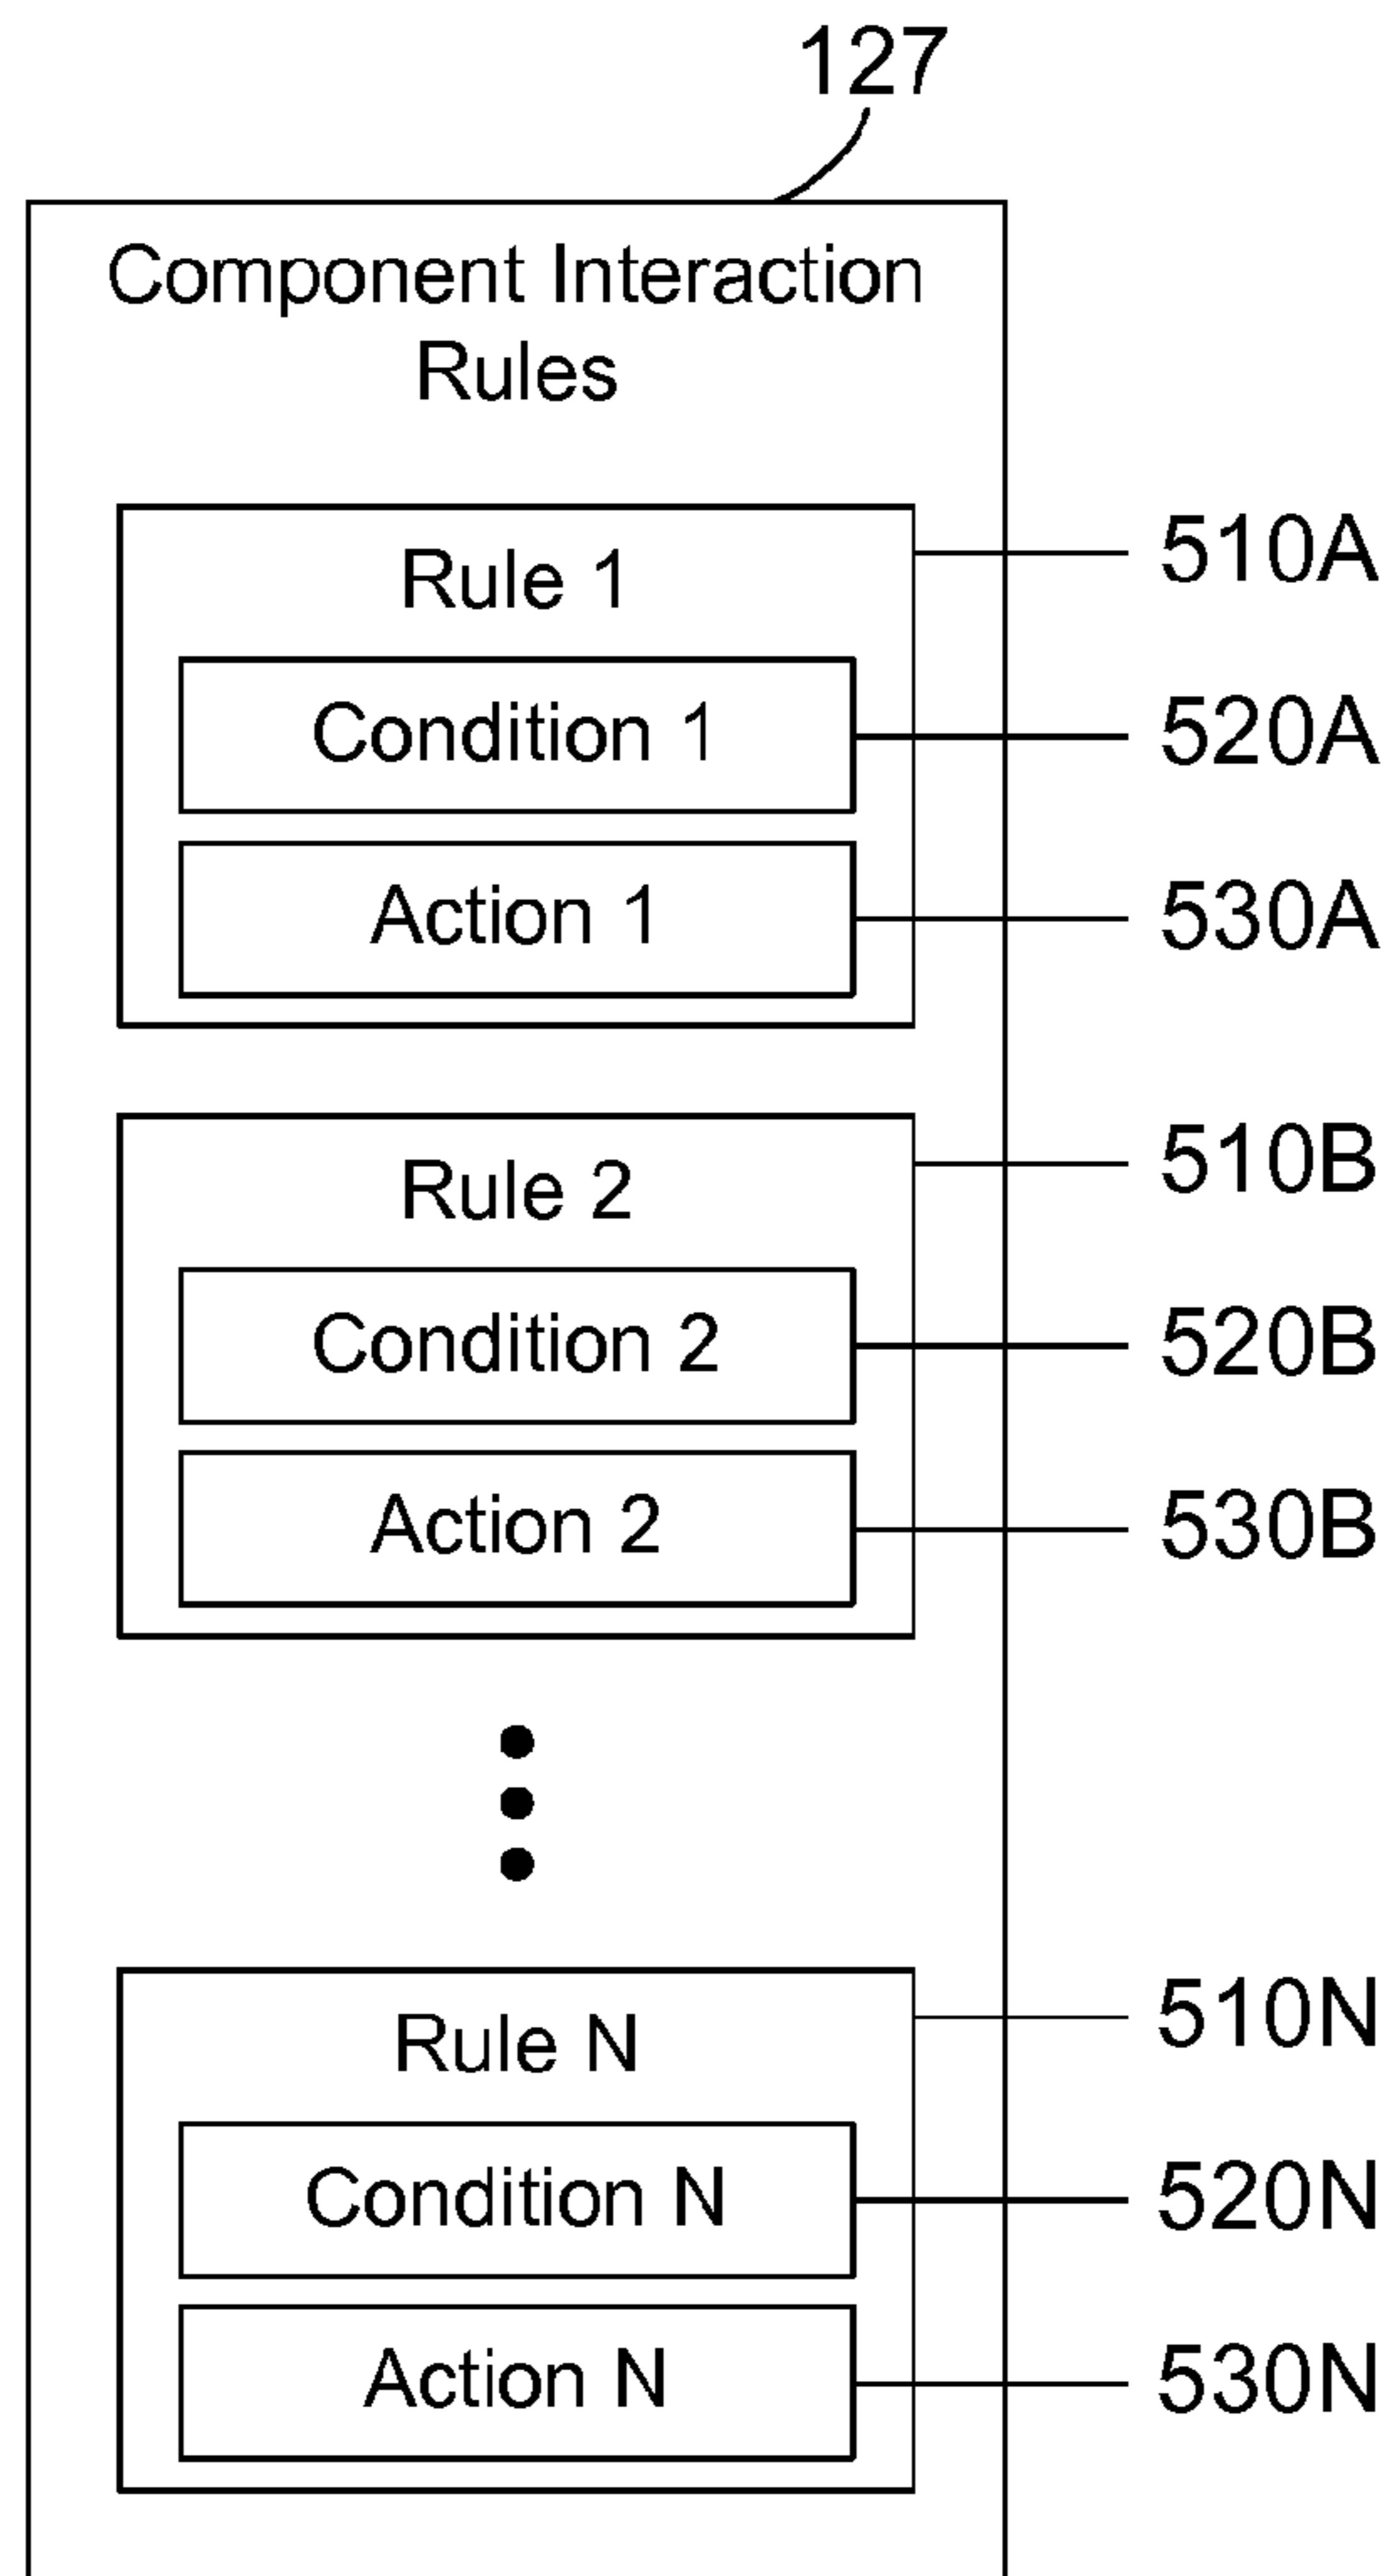 127
Component Interaction
Rules
Rule 1
510A
Condition 1
520A
Action 1
530A
Rule 2
510B
Condition 2
520B
Action 2
530B
Rule N
510N
Condition N
520N
Action N
530N